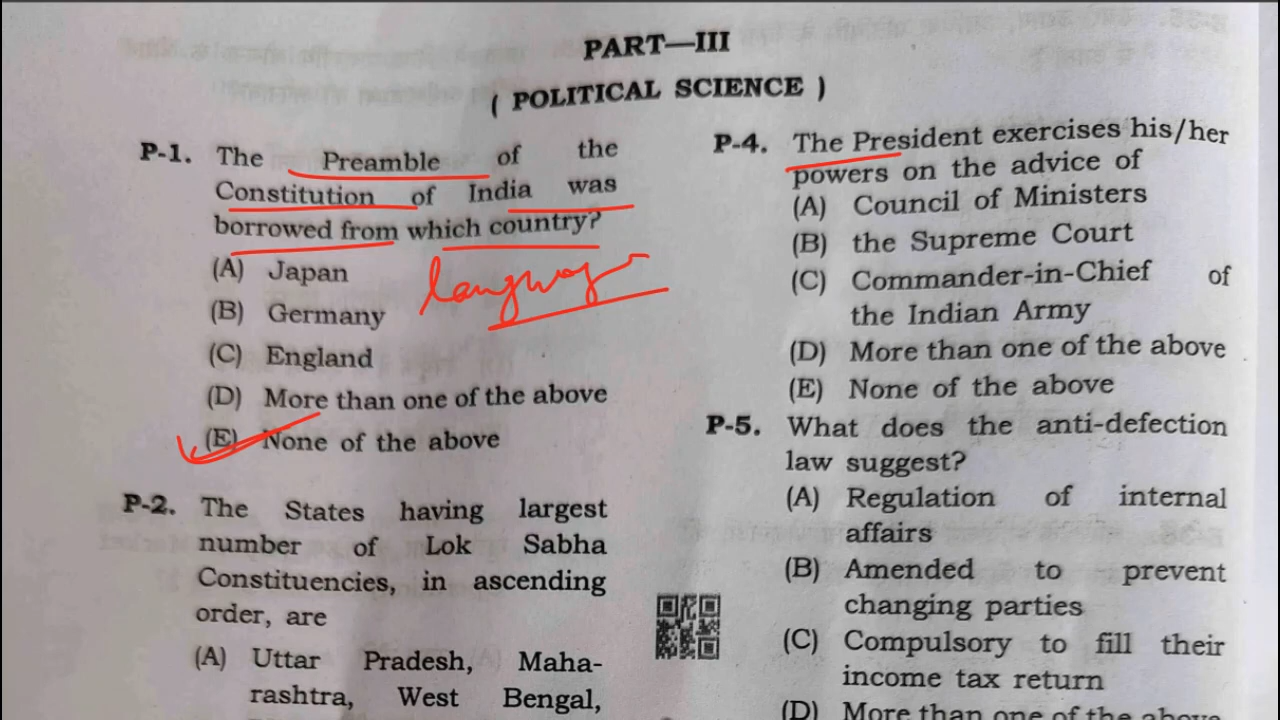 PART—III
( POLITICAL SCIENCE )
P-1. The Preamble of the
Constitution of India was
borrowed from which country?
(A) Japan
(B) Germany
(C) England
(D) More than one of the above
(E) None of the above
P-2. The States having largest
number of Lok Sabha
Constituencies, in ascending
order, are
(A) Uttar Pradesh, Maha-
rashtra, West Bengal,
P-4. The President exercises his/her
powers on the advice of
(A) Council of Ministers
(B) the Supreme Court
(C) Commander-in-Chief of
the Indian Army
(D) More than one of the above
(E) None of the above
P-5. What does the anti-defection
law suggest?
(A) Regulation of internal
affairs
(B) Amended to prevent
changing parties
(C) Compulsory to fill their
income tax return
(D) More than one of the above